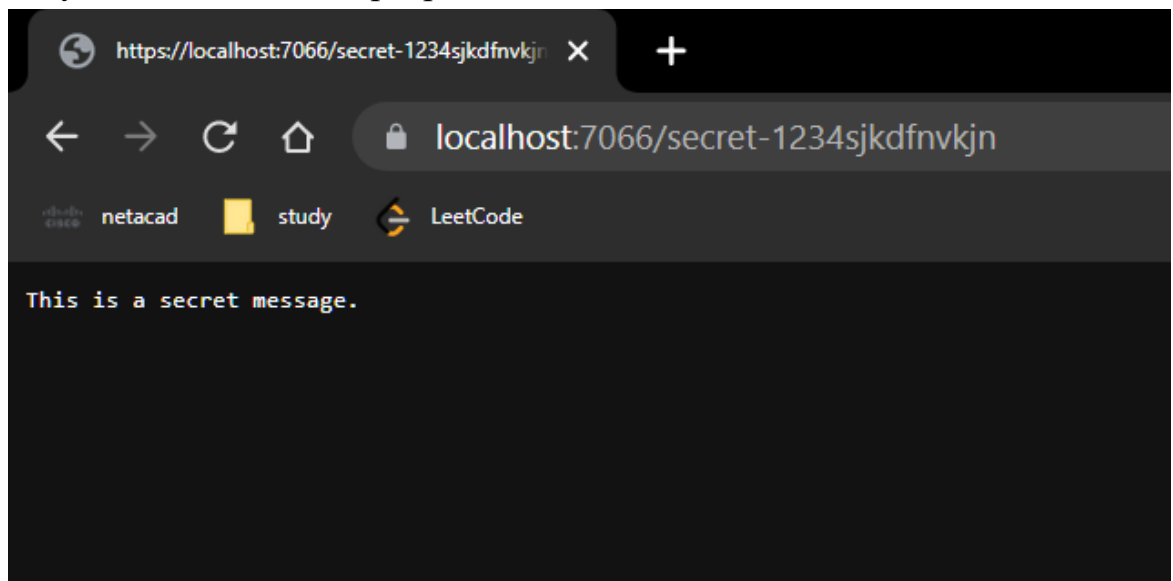 https://localhost:7066/secret-1234sjkdfnvkjn
localhost:7066/secret-1234sjkdfnvkjn
netacad study LeetCode
This is a secret message.